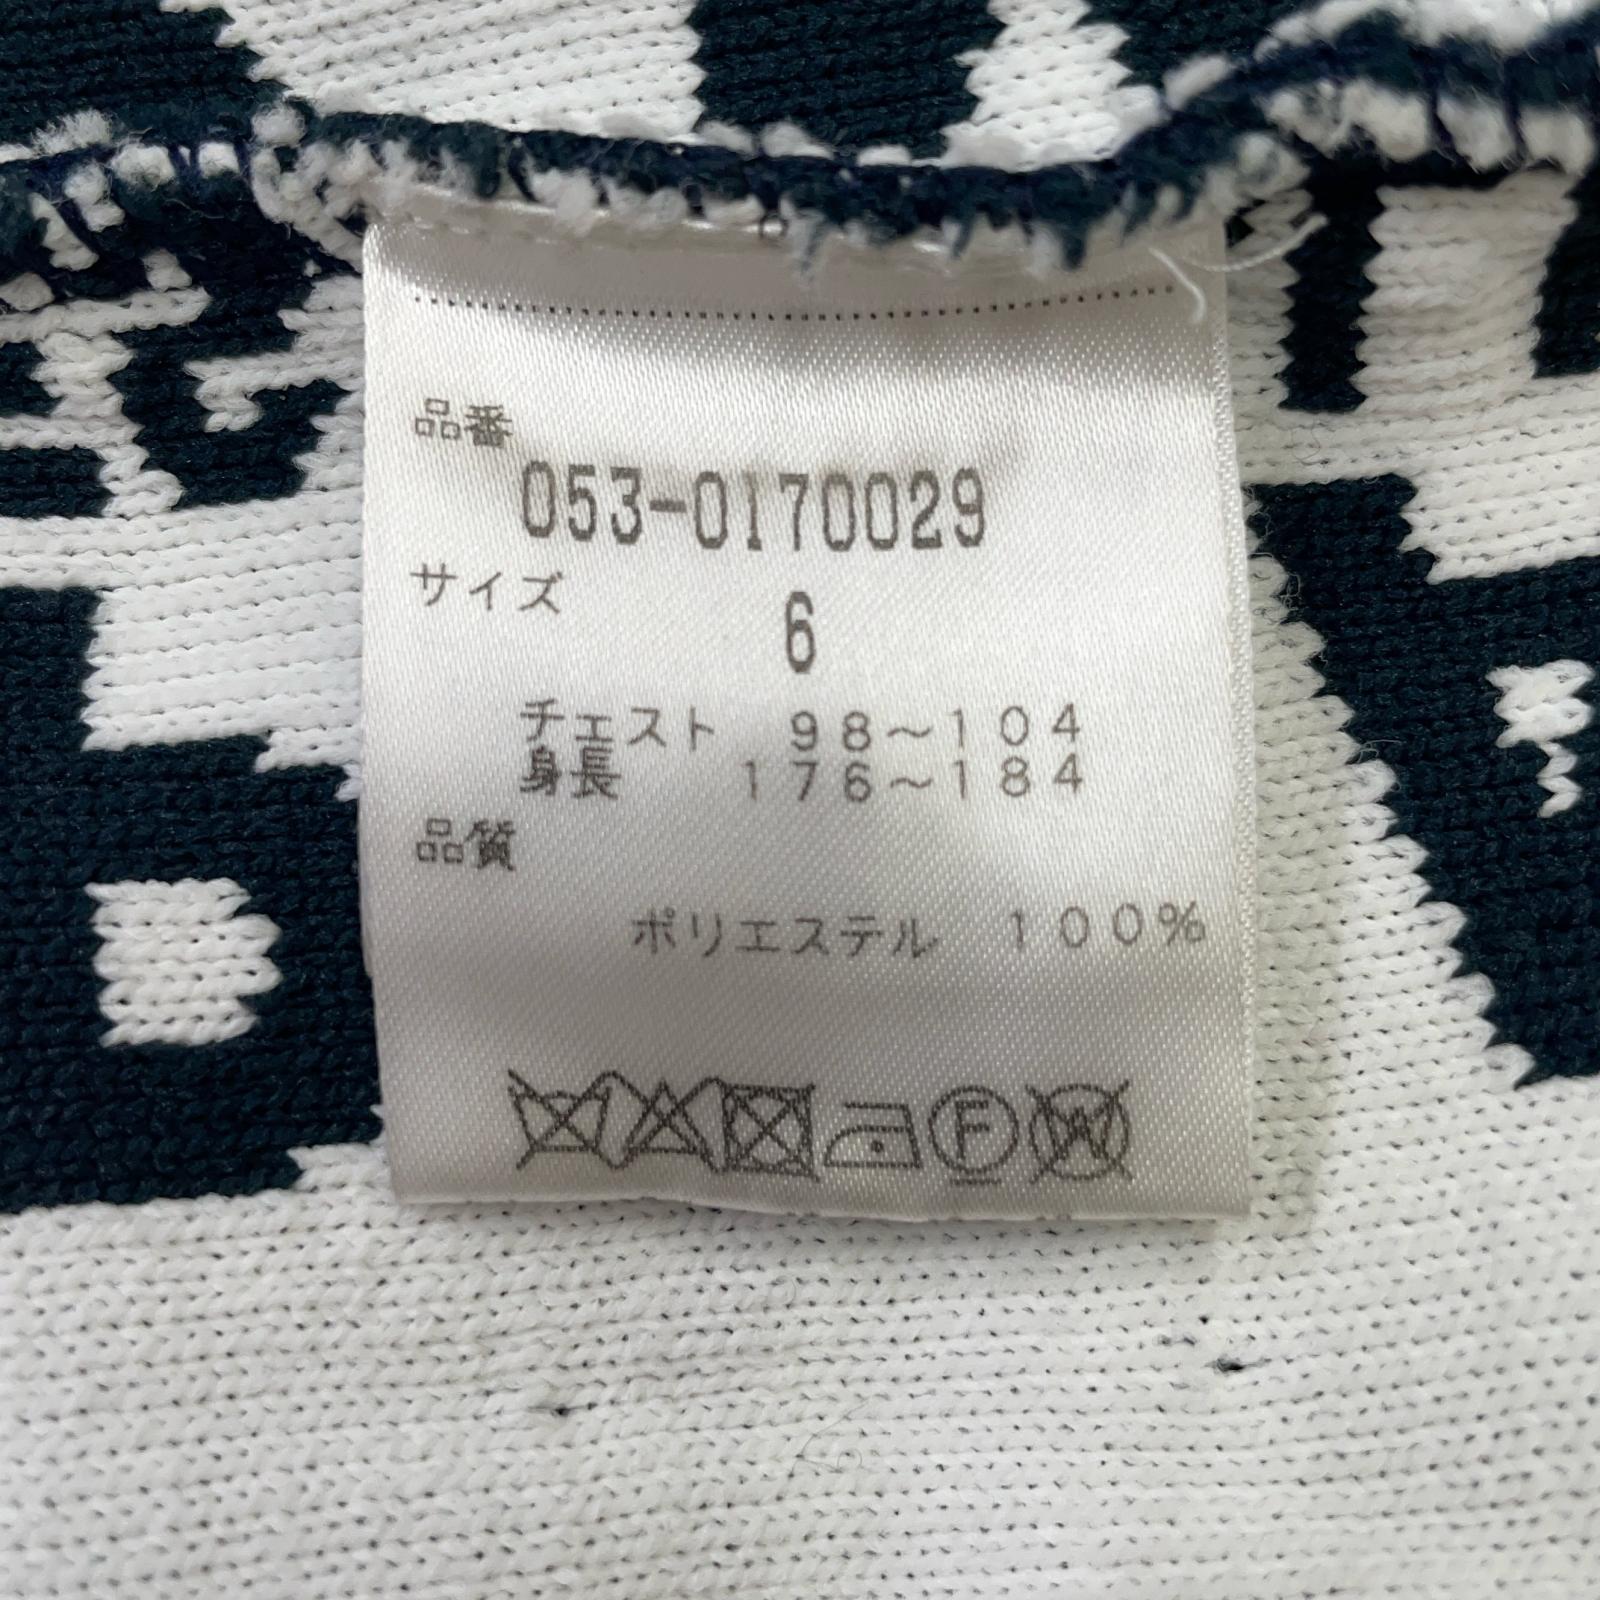 品番
053-0170029
サイズ
6
チェスト 98～104
身長 176～184
品質
ポリエステル 100%
F W